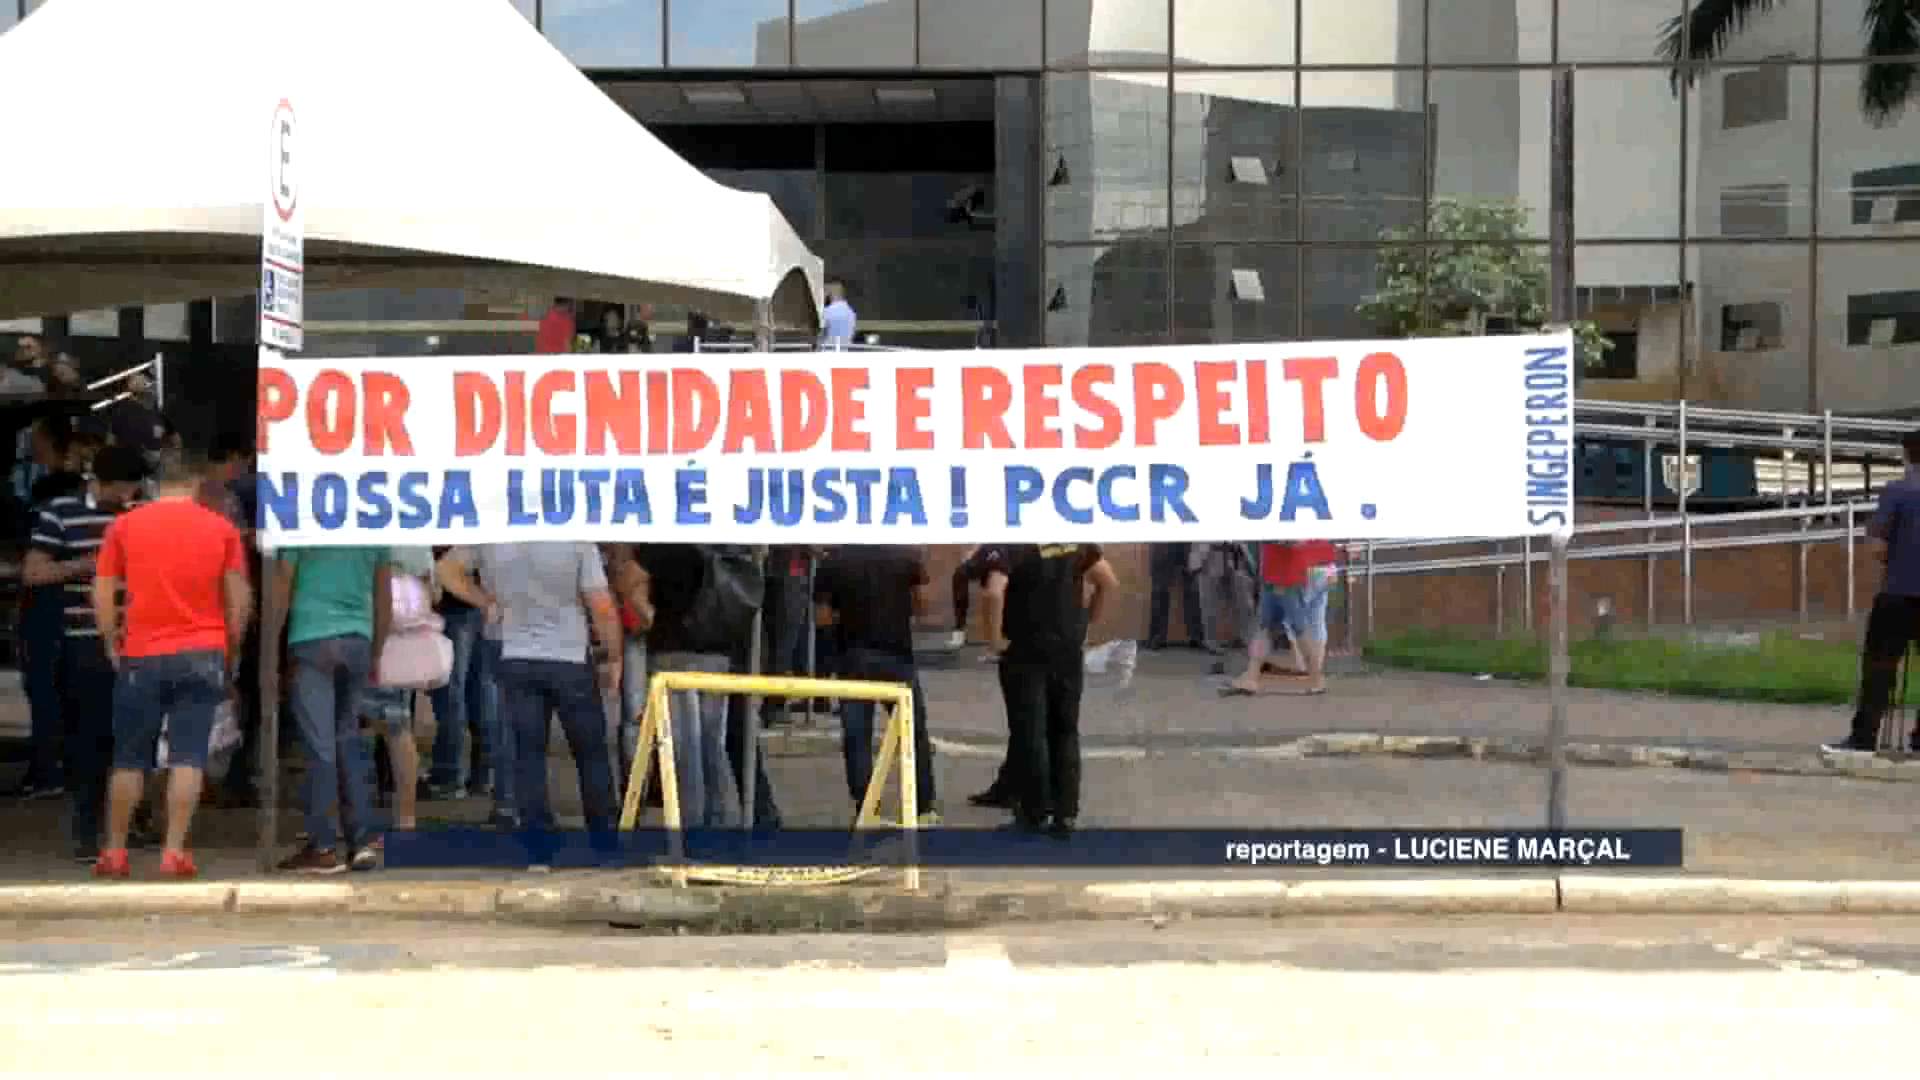 E
POR DIGNIDADE E RESPEITO
NOSSA LUTA É JUSTA! PCCR JÁ.
SINGEPERON
reportagem - LUCIENE MARÇAL